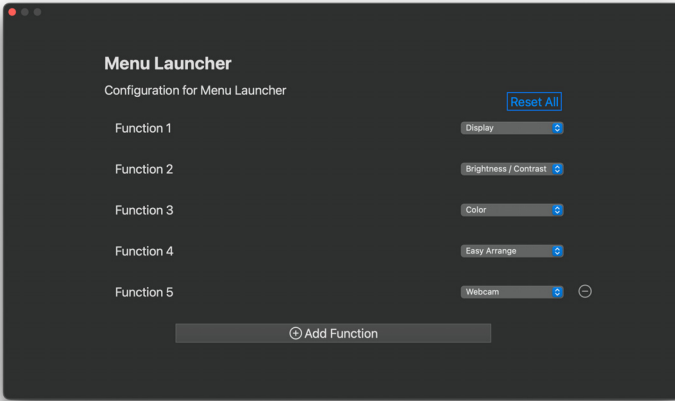 Menu Launcher
Configuration for Menu Launcher
Reset All
Function 1 Display
Function 2 Brightness / Contrast
Function 3 Color
Function 4 Easy Arrange
Function 5 Webcam
Add Function